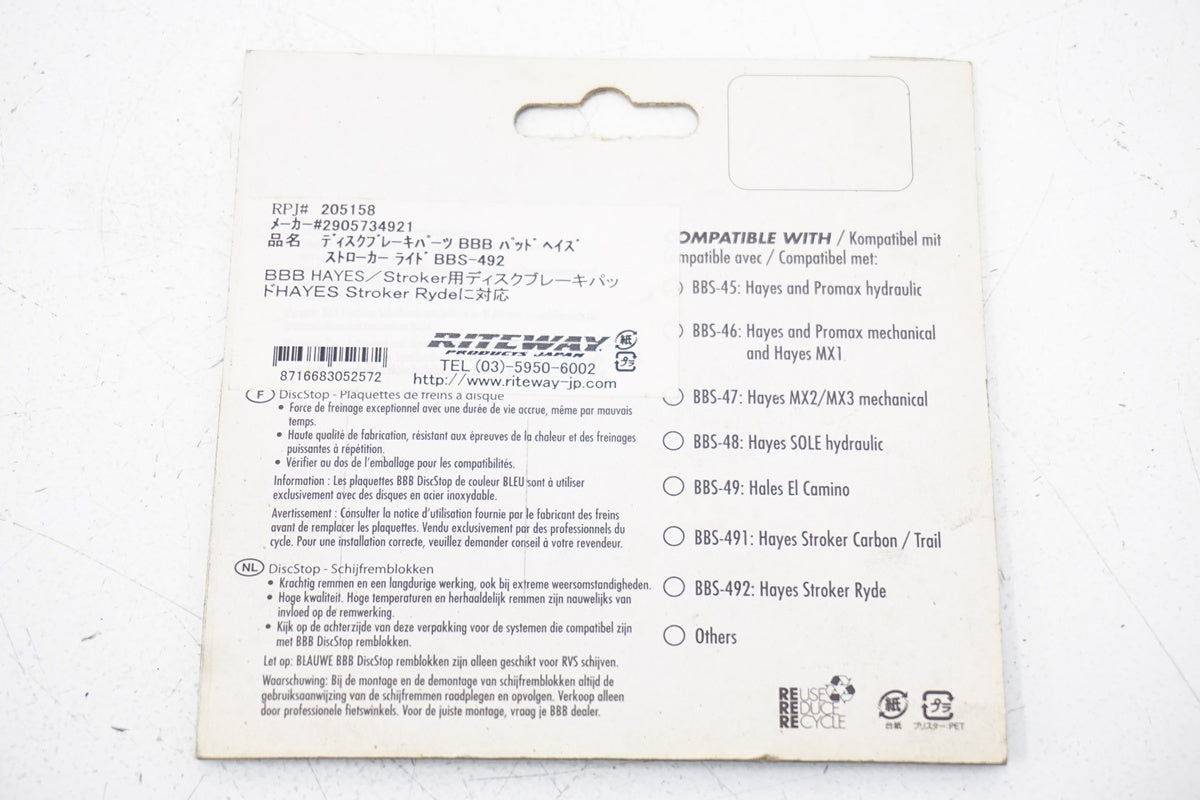 RPJ# 205158
メーカー#2905734921
品名 ディスクブレーキパーツ BBB パッド ヘイズ
ストローカー ライド BBS-492
BBB HAYES／Stroker用ディスクブレーキパッ
ドHAYES Stroker Rydeに対応
RITEWAY
PRODUCTS JAPAN
紙
プラ
TEL (03)-5950-6002
http://www.riteway-jp.com
8716683052572
F DiscStop - Plaquettes de freins à disque
• Force de freinage exceptionnel avec une durée de vie accrue, même par mauvais
temps.
• Haute qualité de fabrication, résistant aux épreuves de la chaleur et des freinages
puissantes à répétition.
• Vérifier au dos de l'emballage pour les compatibilités.
Information : Les plaquettes BBB DiscStop de couleur BLEU sont à utiliser
exclusivement avec des disques en acier inoxydable.
Avertissement : Consulter la notice d'utilisation fournie par le fabricant des freins
avant de remplacer les plaquettes. Vendu exclusivement par des professionnels du
cycle. Pour une installation correcte, veuillez demander conseil à votre revendeur.
NL DiscStop - Schijfremblokken
• Krachtig remmen en een langdurige werking, ook bij extreme weersomstandigheden.
• Hoge kwaliteit. Hoge temperaturen en herhaaldelijk remmen zijn nauwelijks van
invloed op de remwerking.
• Kijk op de achterzijde van deze verpakking voor de systemen die compatibel zijn
met BBB DiscStop remblokken.
Let op: BLAUWE BBB DiscStop remblokken zijn alleen geschikt voor RVS schijven.
Waarschuwing: Bij de montage en de demontage van schijfremblokken altijd de
gebruiksaanwijzing van de schijfremmen raadplegen en opvolgen. Verkoop alleen
door professionele fietswinkels. Voor de juiste montage, vraag je BBB dealer.
OMPATIBLE WITH / Kompatibel mit
mpatible avec / Compatibel met:
BBS-45: Hayes and Promax hydraulic
BBS-46: Hayes and Promax mechanical
and Hayes MX1
BBS-47: Hayes MX2/MX3 mechanical
BBS-48: Hayes SOLE hydraulic
BBS-49: Hales El Camino
BBS-491: Hayes Stroker Carbon / Trail
BBS-492: Hayes Stroker Ryde
Others
REUSE
REDUCE
RECYCLE
紙
台紙
プラ
ブリスター:PET